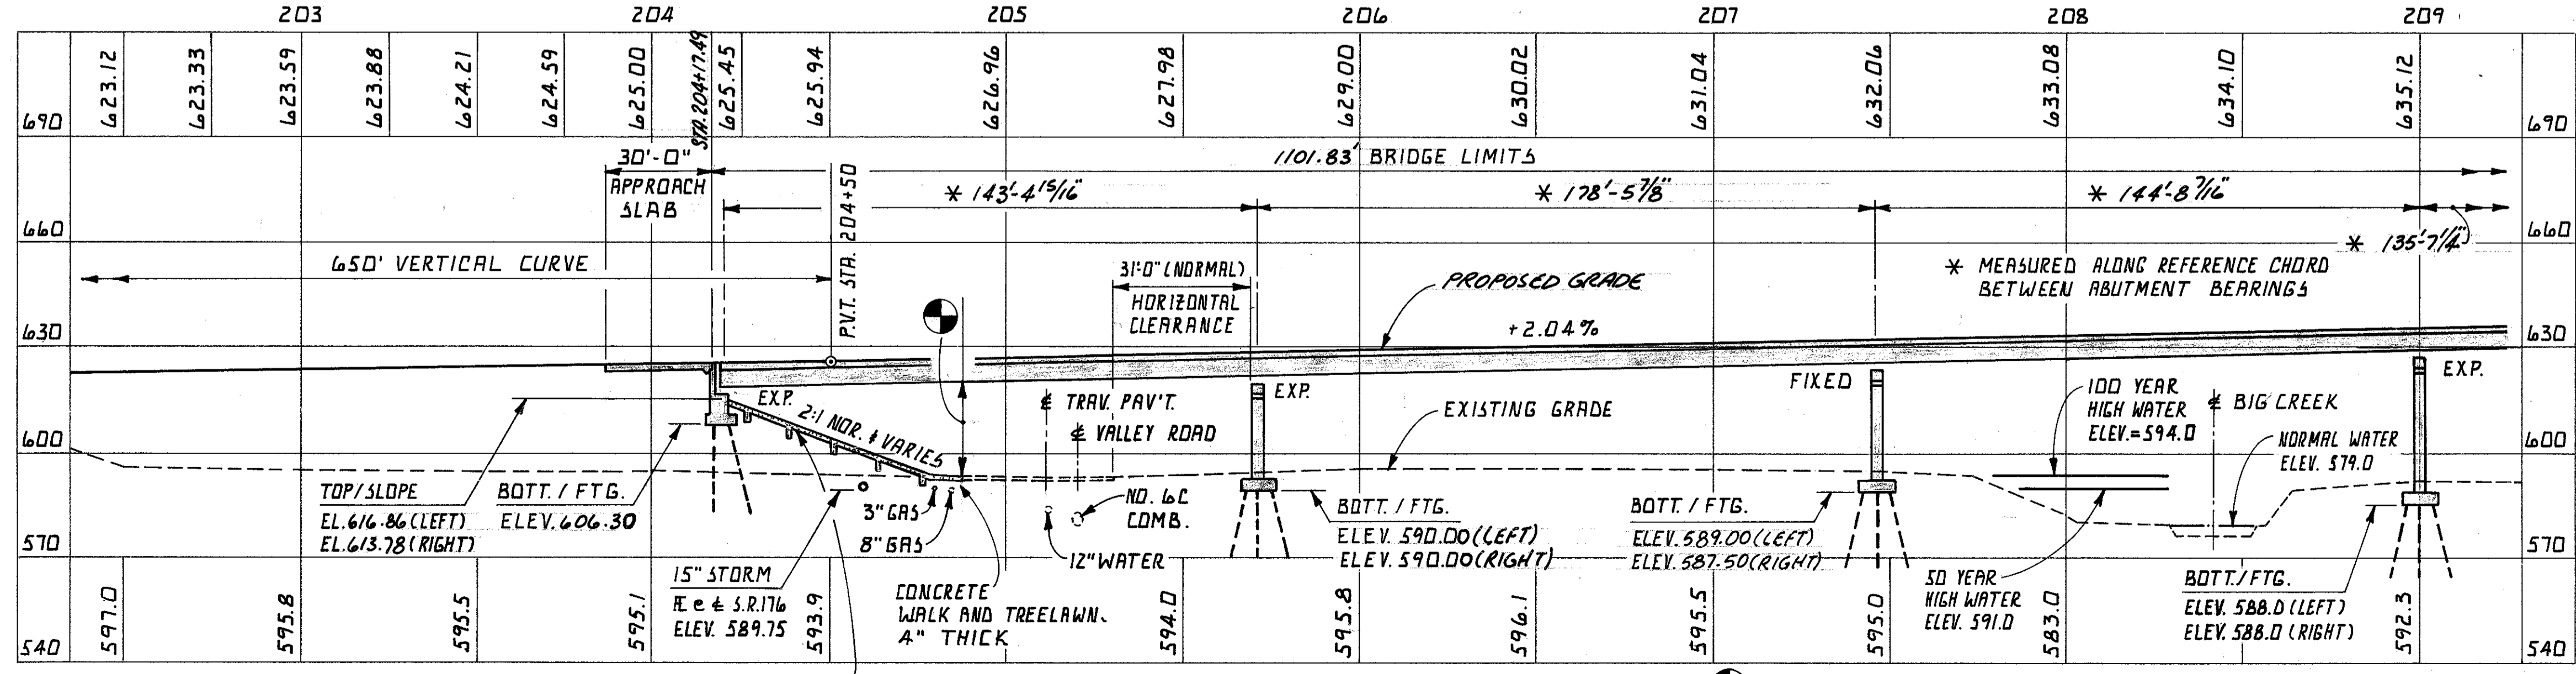 203 204 205 206 207 208 209
623.12 623.33 623.59 623.88 624.21 624.59 625.00 STA. 204+17.49 625.45 625.94 626.96 627.98 629.00 630.02 631.04 632.06 633.08 634.10 635.12
690 690
30'-0"
APPROACH
SLAB
1101.83' BRIDGE LIMITS
P.V.T. STA. 204+50
* 143'-4 15/16"
* 178'-5 7/8"
* 144'-8 7/16"
* 135'-7 1/4"
660 660
650' VERTICAL CURVE
31'-0" (NORMAL)
HORIZONTAL
CLEARANCE
PROPOSED GRADE
+2.04%
* MEASURED ALONG REFERENCE CHORD
BETWEEN ABUTMENT BEARINGS
630 630
EXP.
2:1 NOR. & VARIES
℄ TRAV. PAV'T.
℄ VALLEY ROAD
EXP.
EXISTING GRADE
FIXED
100 YEAR
HIGH WATER
ELEV.=594.0
℄ BIG CREEK
NORMAL WATER
ELEV. 579.0
EXP.
600 600
TOP/SLOPE
EL.616.86 (LEFT)
EL.613.78 (RIGHT)
BOTT. / FTG.
ELEV. 606.30
15" STORM
℄ e ℄ S.R.176
ELEV. 589.75
3" GAS
8" GAS
CONCRETE
WALK AND TREELAWN.
4" THICK
12" WATER
NO. 6C
COMB.
BOTT. / FTG.
ELEV. 590.00 (LEFT)
ELEV. 590.00 (RIGHT)
BOTT. / FTG.
ELEV. 589.00 (LEFT)
ELEV. 587.50 (RIGHT)
50 YEAR
HIGH WATER
ELEV. 591.0
BOTT./FTG.
ELEV. 588.0 (LEFT)
ELEV. 588.0 (RIGHT)
570 570
597.0 595.8 595.5 595.1 593.9 594.0 595.8 596.1 595.5 595.0 583.0 592.3
540 540